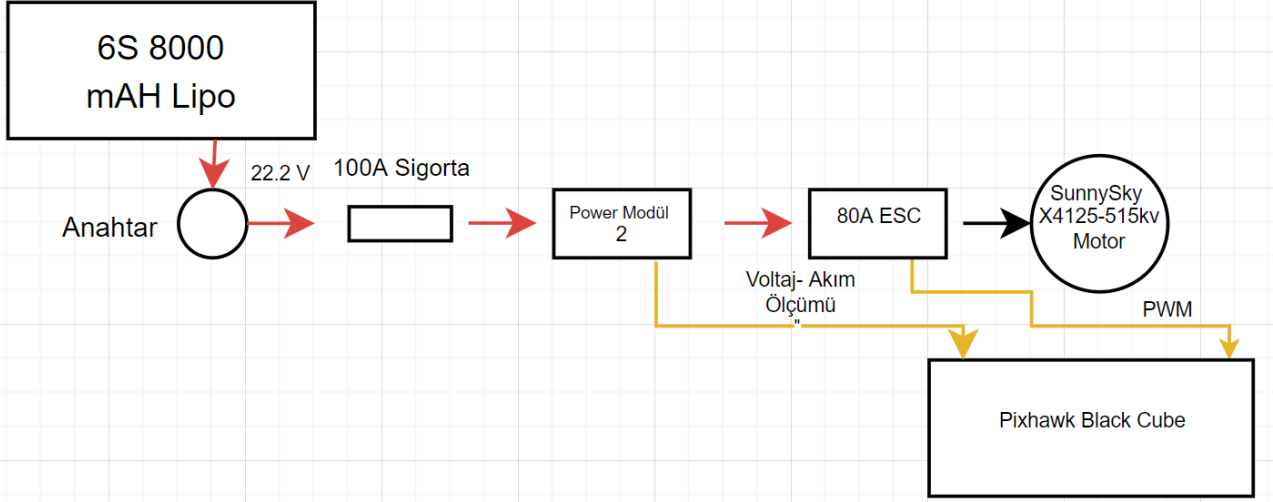 6S 8000
mAH Lipo
22.2 V
100A Sigorta
Anahtar
Power Modül
2
80A ESC
SunnySky
X4125-515kv
Motor
Voltaj- Akım
Ölçümü
"
PWM
Pixhawk Black Cube